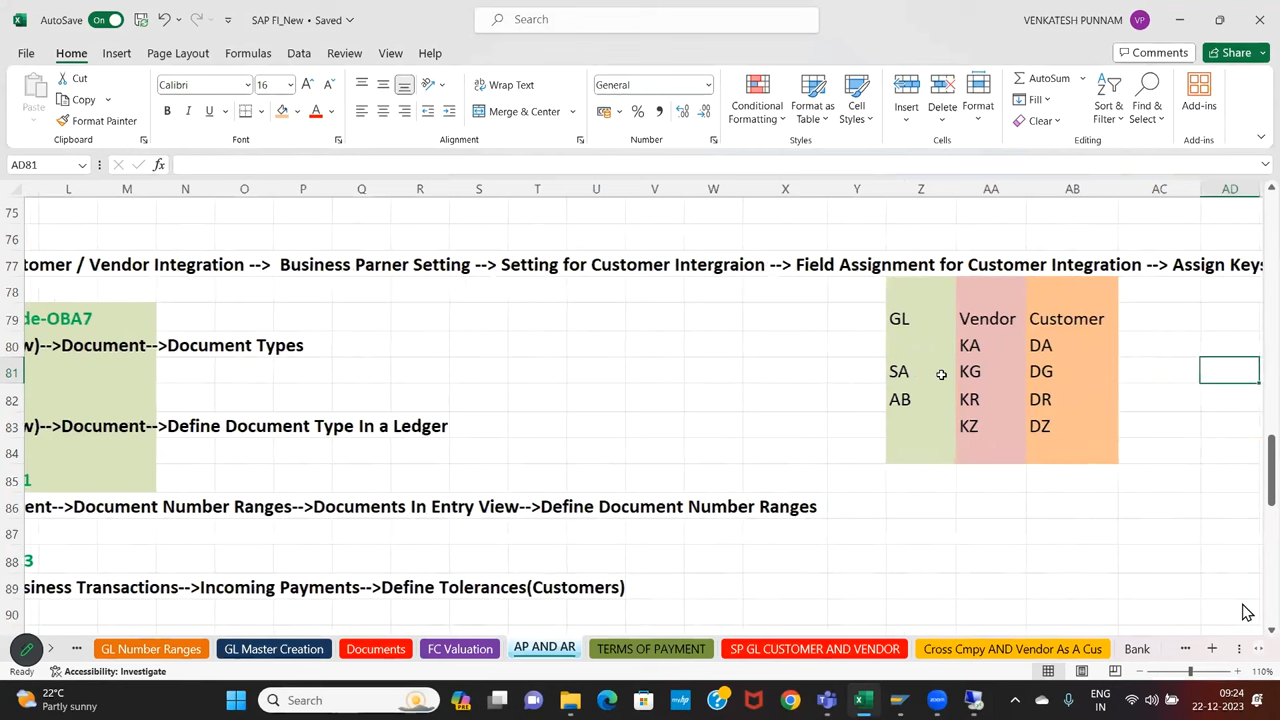 AutoSave On SAP FI_New • Saved Search VENKATESH PUNNAM VP
File Home Insert Page Layout Formulas Data Review View Help Comments Share
Paste Cut Copy Format Painter
Calibri 16
B I U A
Wrap Text
Merge & Center
General
% ,
Conditional Formatting
Format as Table
Cell Styles
Insert Delete Format
AutoSum Fill Clear
Sort & Filter
Find & Select
Add-ins
Clipboard Font Alignment Number Styles Cells Editing Add-ins
AD81 fx
L M N O P Q R S T U V W X Y Z AA AB AC AD
75
76
77 tomer / Vendor Integration --> Business Parner Setting --> Setting for Customer Intergraion --> Field Assignment for Customer Integration --> Assign Keys
78
79 de-OBA7 GL Vendor Customer
80 w)-->Document-->Document Types KA DA
81 SA KG DG
82 AB KR DR
83 w)-->Document-->Define Document Type In a Ledger KZ DZ
84
85 1
86 ent-->Document Number Ranges-->Documents In Entry View-->Define Document Number Ranges
87
88 3
89 siness Transactions-->Incoming Payments-->Define Tolerances(Customers)
90
GL Number Ranges GL Master Creation Documents FC Valuation AP AND AR TERMS OF PAYMENT SP GL CUSTOMER AND VENDOR Cross Cmpy AND Vendor As A Cus Bank
Ready Accessibility: Investigate 110%
22°C
Partly sunny
Search
ENG
IN
09:24
22-12-2023